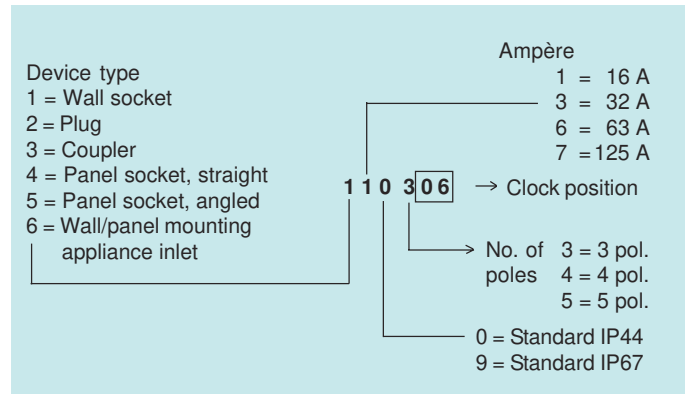 Device type
1 = Wall socket
2 = Plug
3 = Coupler
4 = Panel socket, straight
5 = Panel socket, angled
6 = Wall/panel mounting
appliance inlet
Ampère
1 = 16 A
3 = 32 A
6 = 63 A
7 = 125 A
1 1 0 3 0 6 → Clock position
No. of 3 = 3 pol.
poles 4 = 4 pol.
5 = 5 pol.
0 = Standard IP44
9 = Standard IP67